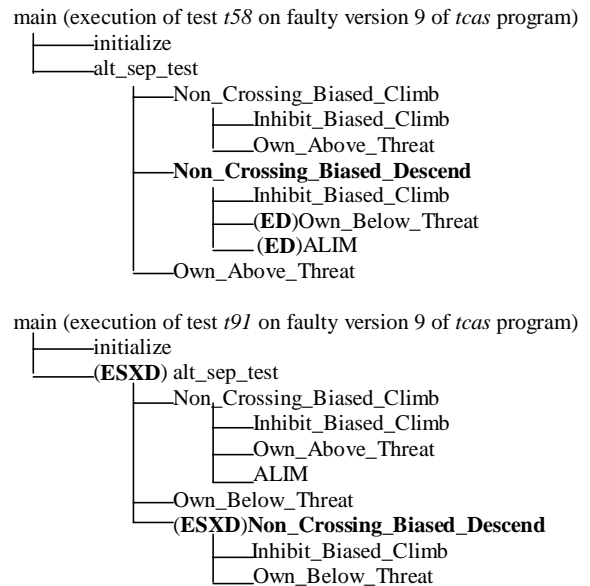 main (execution of test t58 on faulty version 9 of tcas program)
initialize
alt_sep_test
Non_Crossing_Biased_Climb
Inhibit_Biased_Climb
Own_Above_Threat
Non_Crossing_Biased_Descend
Inhibit_Biased_Climb
(ED)Own_Below_Threat
(ED)ALIM
Own_Above_Threat
main (execution of test t91 on faulty version 9 of tcas program)
initialize
(ESXD) alt_sep_test
Non_Crossing_Biased_Climb
Inhibit_Biased_Climb
Own_Above_Threat
ALIM
Own_Below_Threat
(ESXD)Non_Crossing_Biased_Descend
Inhibit_Biased_Climb
Own_Below_Threat